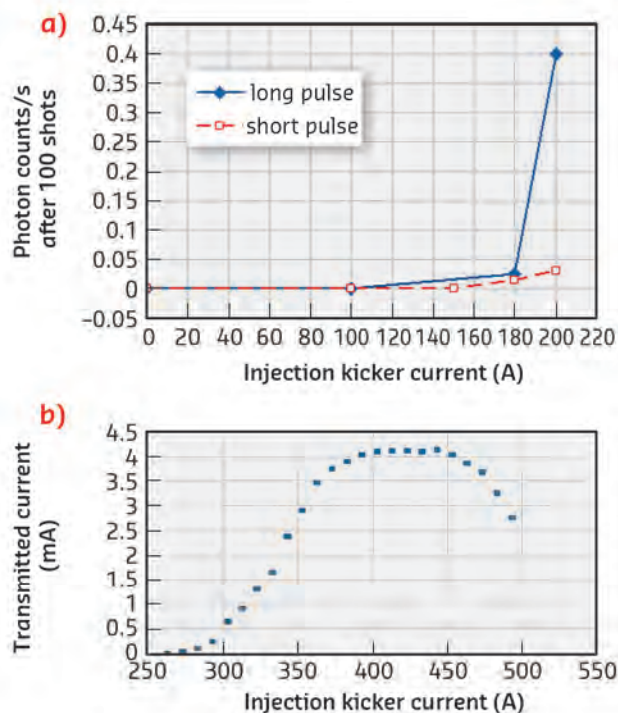 a)
0.45
0.4
0.35
0.3
0.25
0.2
0.15
0.1
0.05
0
–0.05
Photon counts/s
after 100 shots
long pulse
short pulse
0 20 40 60 80 100 120 140 160 180 200 220
Injection kicker current (A)
b)
4.5
4
3.5
3
2.5
2
1.5
1
0.5
0
Transmitted current
(mA)
250 300 350 400 450 500 550
Injection kicker current (A)